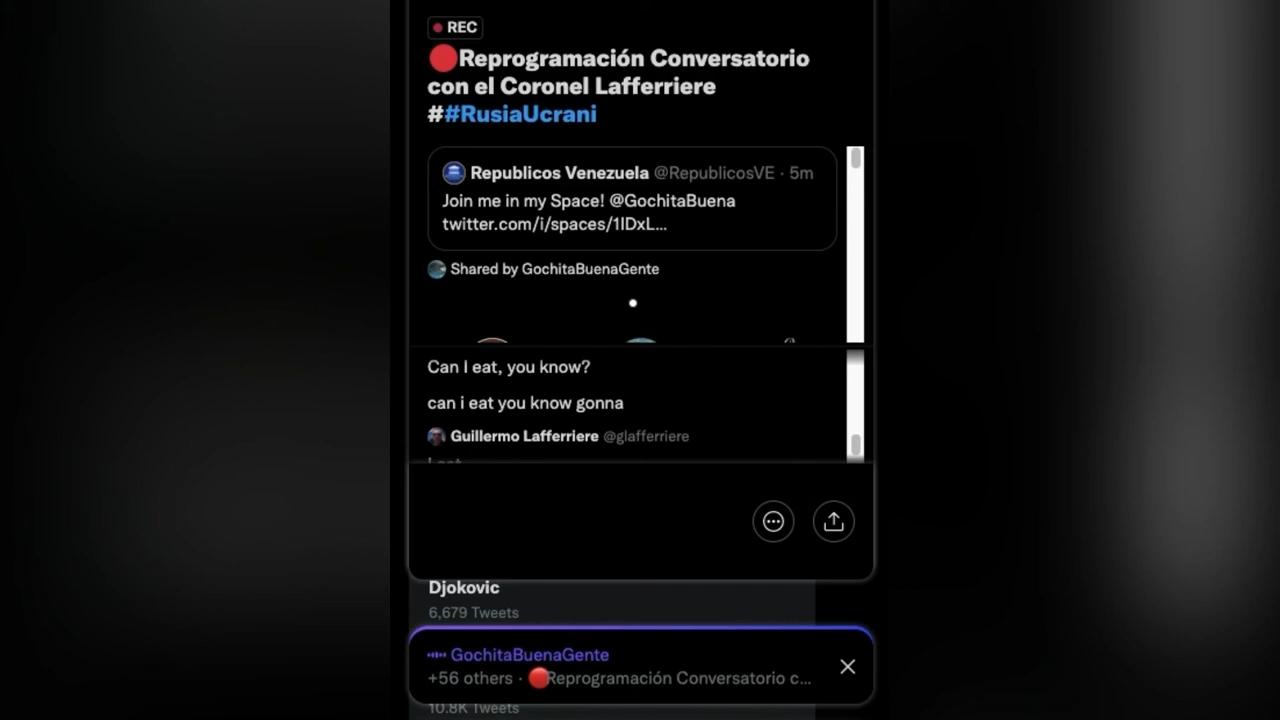 REC
Reprogramación Conversatorio
con el Coronel Lafferriere
##RusiaUcrani
Republicos Venezuela @RepublicosVE · 5m
Join me in my Space! @GochitaBuena
twitter.com/i/spaces/1lDxL...
Shared by GochitaBuenaGente
Can I eat, you know?
can i eat you know gonna
Guillermo Lafferriere @glafferriere
Djokovic
6,679 Tweets
GochitaBuenaGente
+56 others · Reprogramación Conversatorio c...
10.8K Tweets